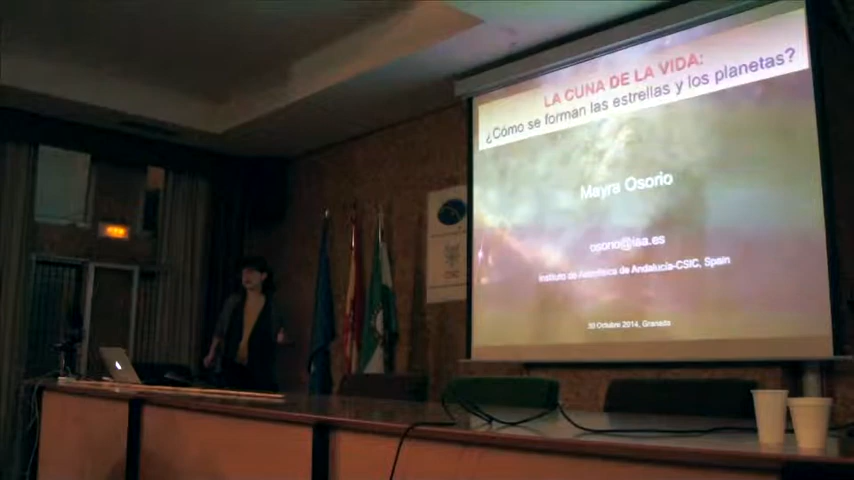 LA CUNA DE LA VIDA:
¿Cómo se forman las estrellas y los planetas?
Mayra Osorio
osorio@iaa.es
Instituto de Astrofísica de Andalucía-CSIC, Spain
30 Octubre 2014, Granada
CSIC